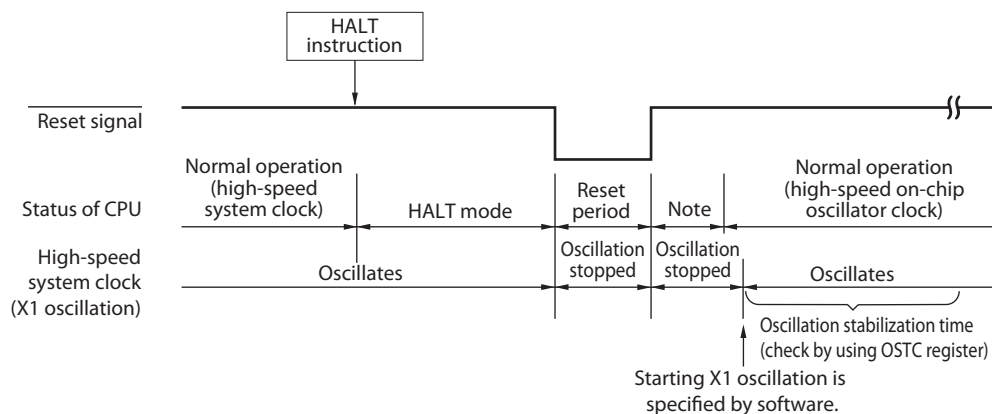 HALT
instruction
Reset signal
Normal operation
(high-speed
system clock)
Status of CPU
HALT mode
Reset
period
Note
Normal operation
(high-speed on-chip
oscillator clock)
High-speed
system clock
(X1 oscillation)
Oscillates
Oscillation
stopped
Oscillation
stopped
Oscillates
Oscillation stabilization time
(check by using OSTC register)
Starting X1 oscillation is
specified by software.